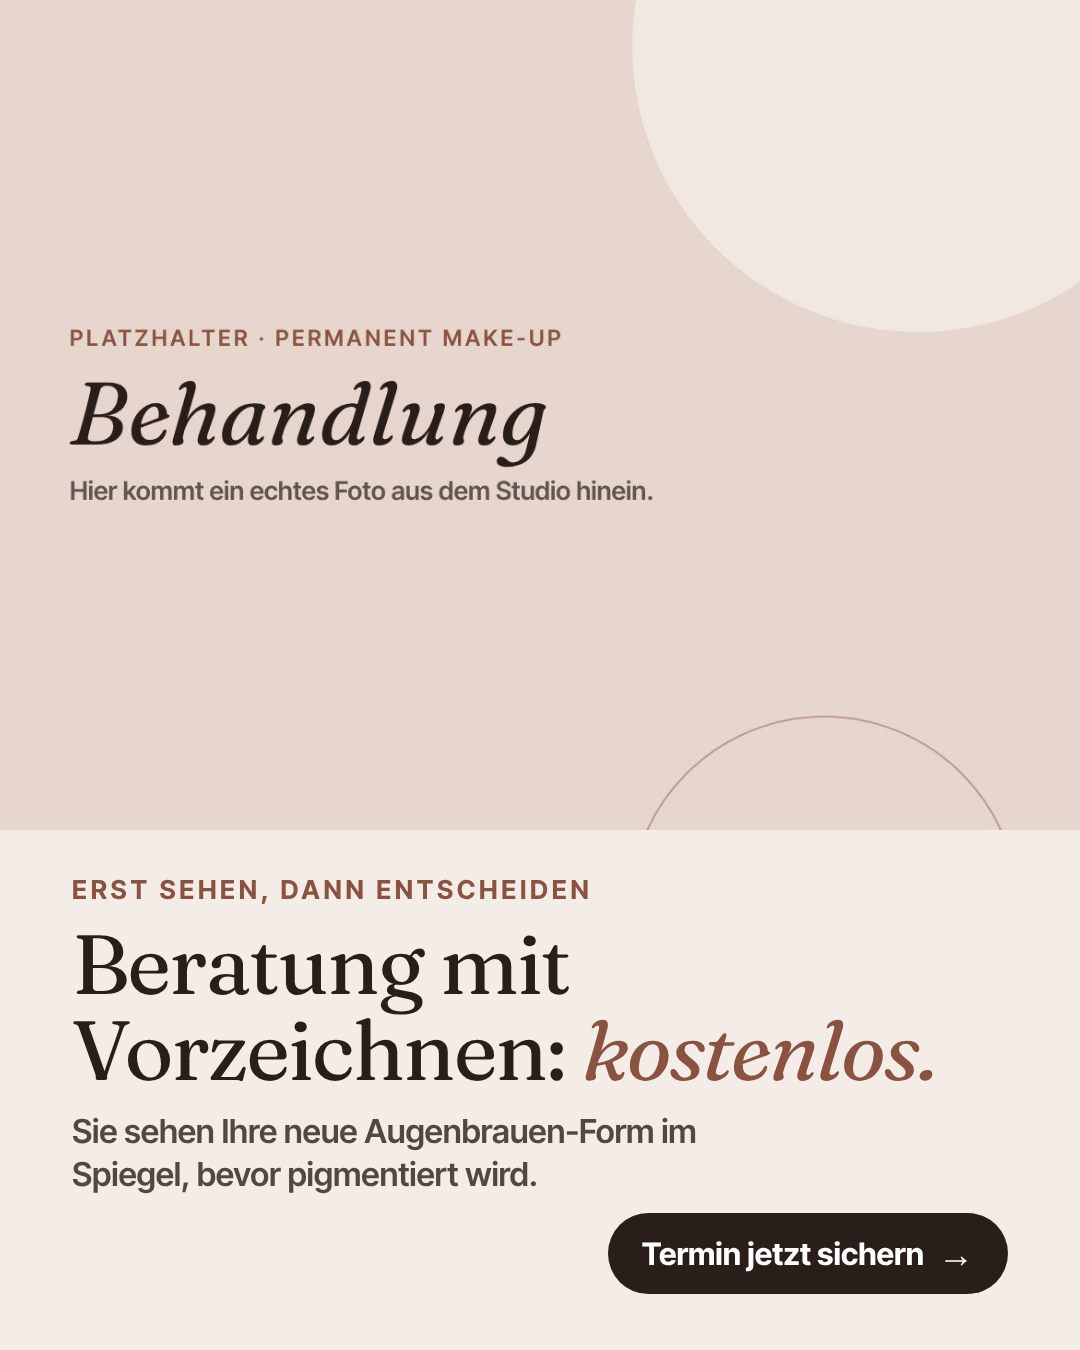 PLATZHALTER · PERMANENT MAKE-UP
Behandlung
Hier kommt ein echtes Foto aus dem Studio hinein.
ERST SEHEN, DANN ENTSCHEIDEN
Beratung mit
Vorzeichnen: kostenlos.
Sie sehen Ihre neue Augenbrauen-Form im
Spiegel, bevor pigmentiert wird.
Termin jetzt sichern →